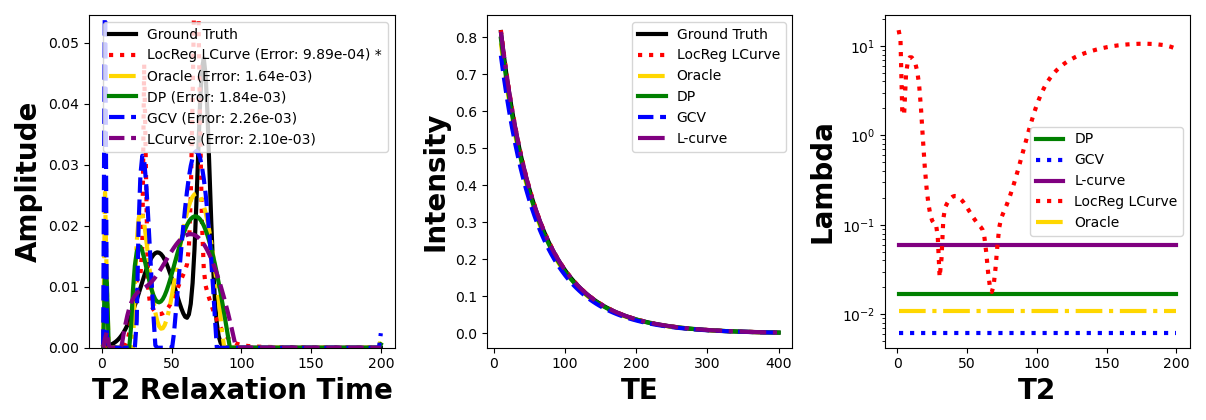 Amplitude
0.05
0.04
0.03
0.02
0.01
0.00
Ground Truth
LocReg LCurve (Error: 9.89e-04) *
Oracle (Error: 1.64e-03)
DP (Error: 1.84e-03)
GCV (Error: 2.26e-03)
LCurve (Error: 2.10e-03)
0 50 100 150 200
T2 Relaxation Time
Intensity
0.8
0.7
0.6
0.5
0.4
0.3
0.2
0.1
0.0
Ground Truth
LocReg LCurve
Oracle
DP
GCV
L-curve
0 100 200 300 400
TE
Lambda
10¹
10⁰
10⁻¹
10⁻²
DP
GCV
L-curve
LocReg LCurve
Oracle
0 50 100 150 200
T2